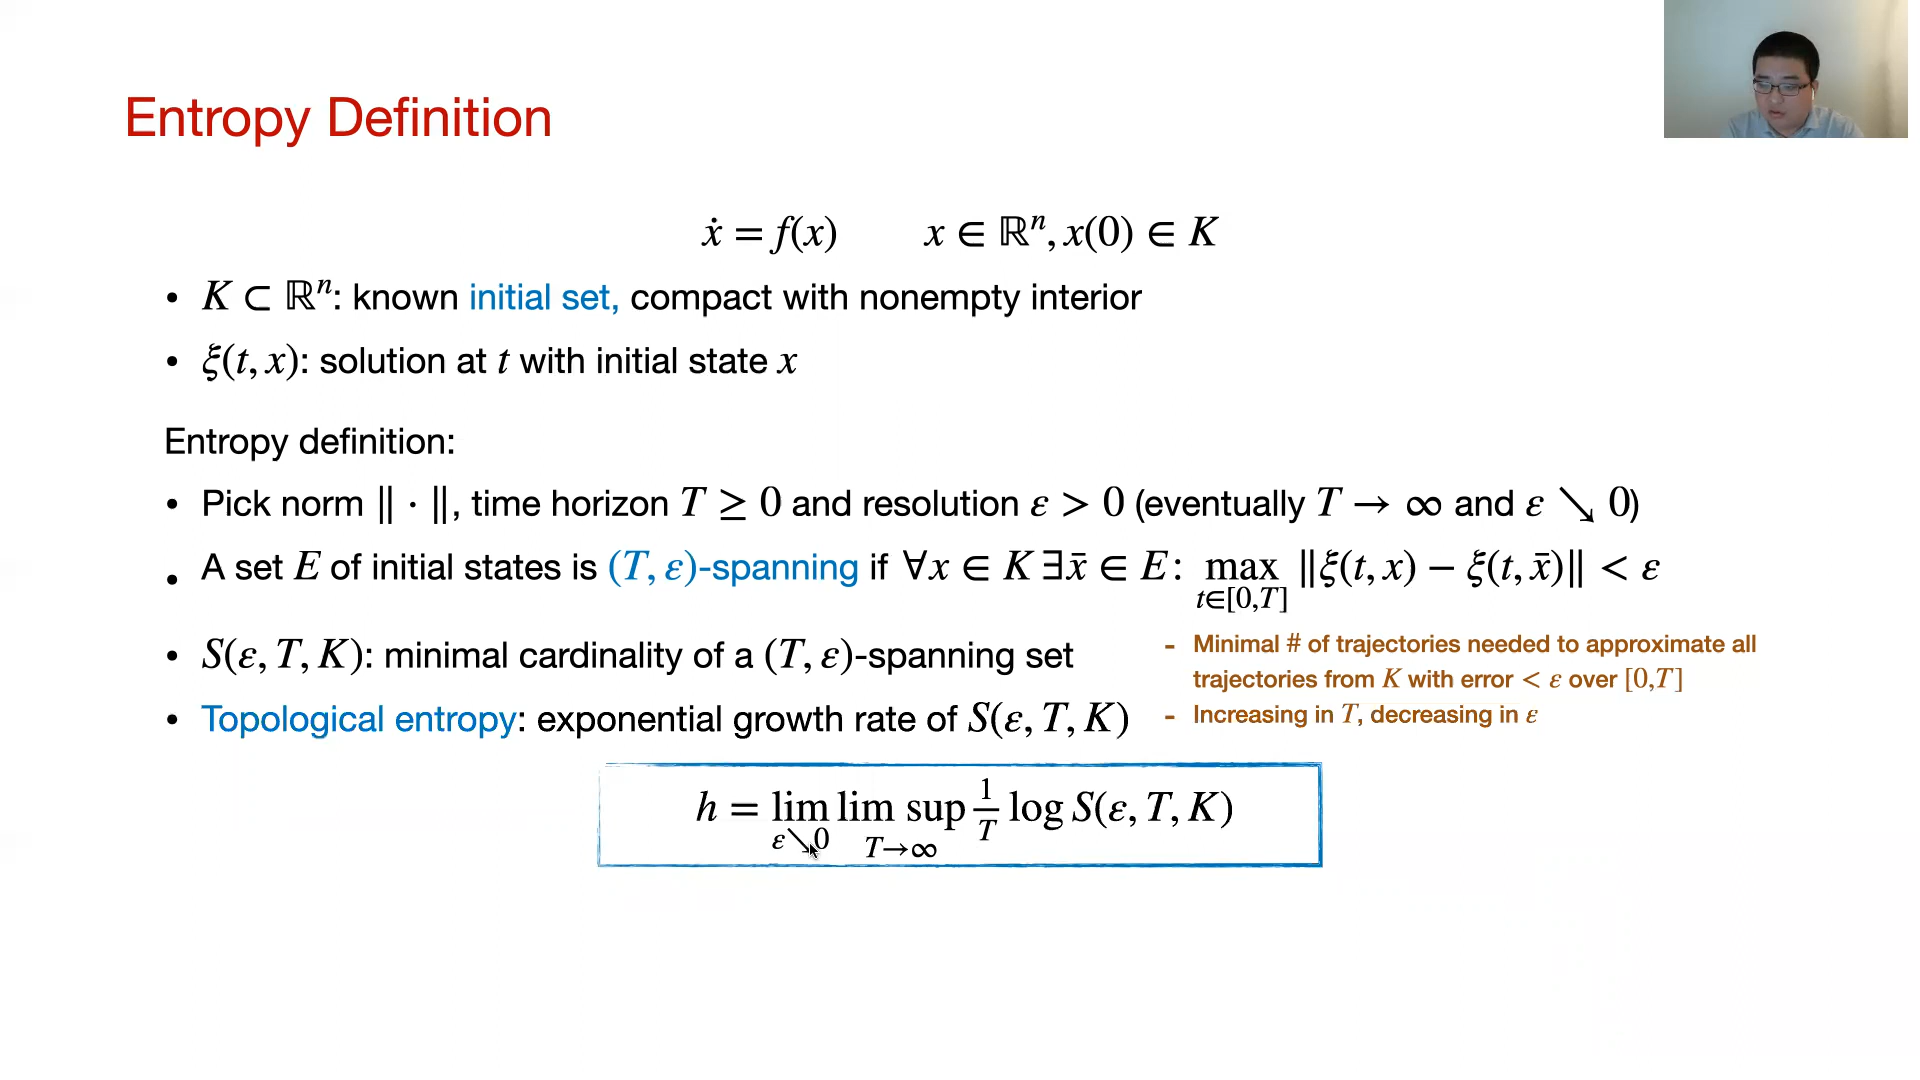 Entropy Definition
ẋ = f(x) x ∈ ℝⁿ, x(0) ∈ K
• K ⊂ ℝⁿ: known initial set, compact with nonempty interior
• ξ(t, x): solution at t with initial state x
Entropy definition:
• Pick norm ‖ · ‖, time horizon T ≥ 0 and resolution ε > 0 (eventually T → ∞ and ε ↘ 0)
• A set E of initial states is (T, ε)-spanning if ∀x ∈ K ∃x̄ ∈ E: max ‖ξ(t, x) − ξ(t, x̄)‖ < ε
t∈[0,T]
• S(ε, T, K): minimal cardinality of a (T, ε)-spanning set
- Minimal # of trajectories needed to approximate all
trajectories from K with error < ε over [0,T]
• Topological entropy: exponential growth rate of S(ε, T, K)
- Increasing in T, decreasing in ε
h = lim lim sup 1/T log S(ε, T, K)
ε↘0 T→∞